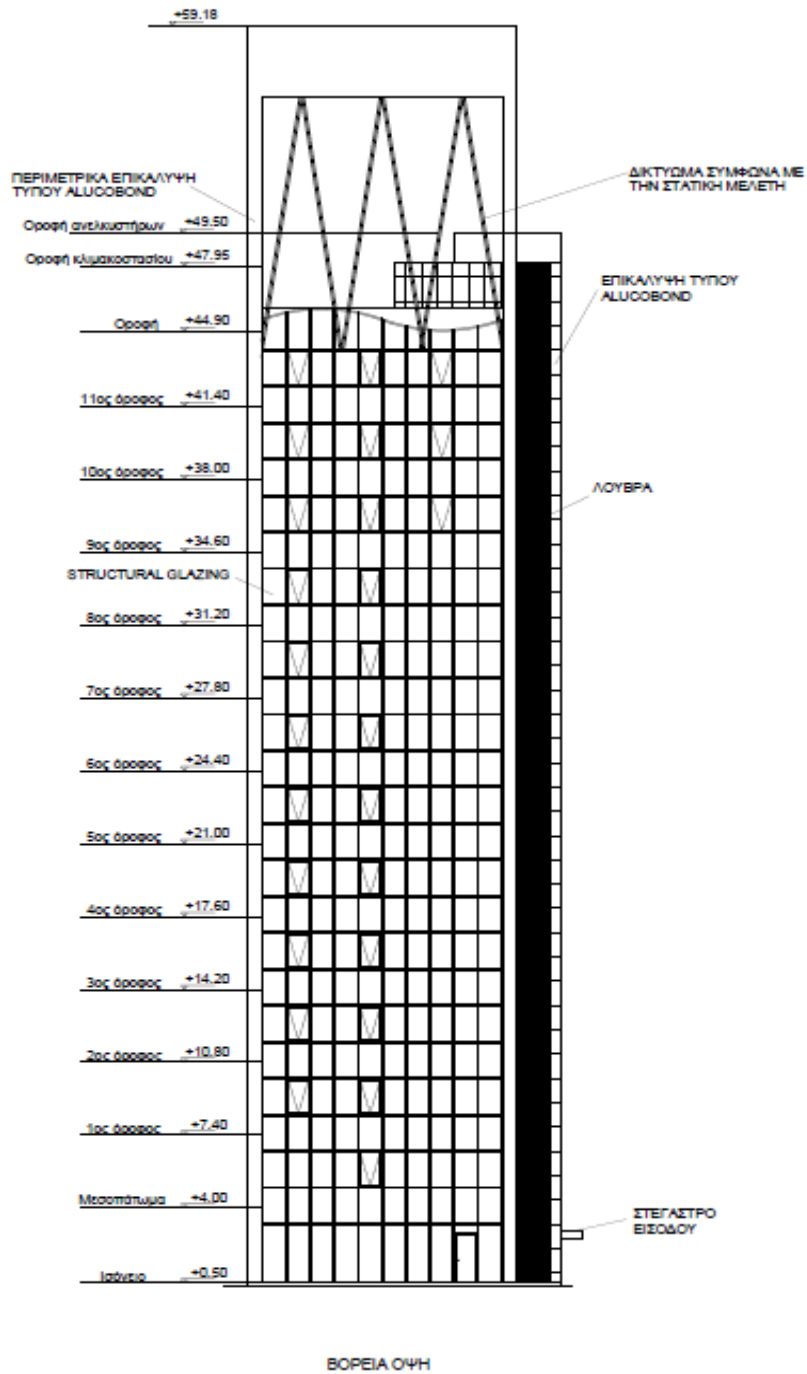 +59.18
ΠΕΡΙΜΕΤΡΙΚΑ ΕΠΙΚΑΛΥΨΗ
ΤΥΠΟΥ ALUCOBOND
ΔΙΚΤΥΩΜΑ ΣΥΜΦΩΝΑ ΜΕ
ΤΗΝ ΣΤΑΤΙΚΗ ΜΕΛΕΤΗ
Οροφή ανελκυστήρων +49.50
Οροφή κλιμακοστασίου +47.95
ΕΠΙΚΑΛΥΨΗ ΤΥΠΟΥ
ALUCOBOND
Οροφή +44.90
11ος όροφος +41.40
10ος όροφος +38.00
ΛΟΥΒΡΑ
9ος όροφος +34.60
STRUCTURAL GLAZING
8ος όροφος +31.20
7ος όροφος +27.80
6ος όροφος +24.40
5ος όροφος +21.00
4ος όροφος +17.60
3ος όροφος +14.20
2ος όροφος +10.80
1ος όροφος +7.40
Μεσοπάτωμα +4.00
ΣΤΕΓΑΣΤΡΟ
ΕΙΣΟΔΟΥ
Ισόγειο +0.50
ΒΟΡΕΙΑ ΟΨΗ